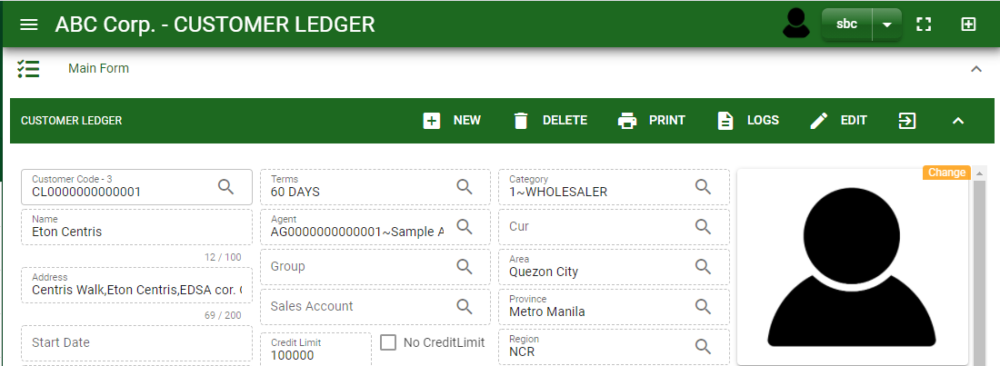 ABC Corp. - CUSTOMER LEDGER
sbc
Main Form
CUSTOMER LEDGER
NEW
DELETE
PRINT
LOGS
EDIT
Customer Code - 3
CL0000000000001
Name
Eton Centris
12 / 100
Address
Centris Walk,Eton Centris,EDSA cor.
69 / 200
Start Date
Terms
60 DAYS
Agent
AG0000000000001~Sample A
Group
Sales Account
Credit Limit
100000
No CreditLimit
Category
1~WHOLESALER
Cur
Area
Quezon City
Province
Metro Manila
Region
NCR
Change